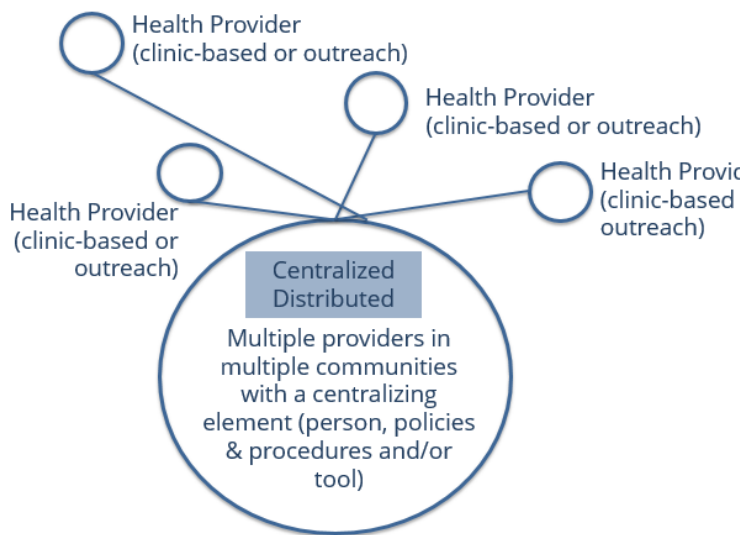 Health Provider
(clinic-based or outreach)
Health Provider
(clinic-based or outreach)
Health
(clinic-based
outreach)
Health Provider
(clinic-based or
outreach)
Centralized
Distributed
Multiple providers in
multiple communities
with a centralizing
element (person, policies
& procedures and/or
tool)